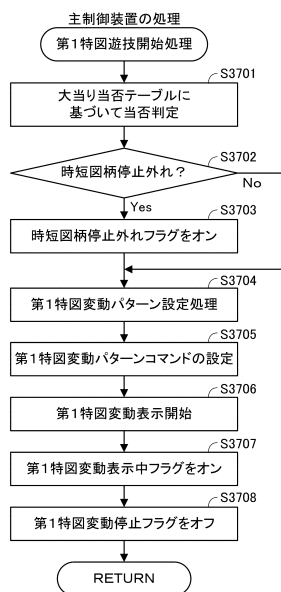 主制御装置の処理
第1特図遊技開始処理
S3701
大当り当否テーブルに
基づいて当否判定
S3702
時短図柄停止外れ?
No
Yes
S3703
時短図柄停止外れフラグをオン
S3704
第1特図変動パターン設定処理
S3705
第1特図変動パターンコマンドの設定
S3706
第1特図変動表示開始
S3707
第1特図変動表示中フラグをオン
S3708
第1特図変動停止フラグをオフ
RETURN